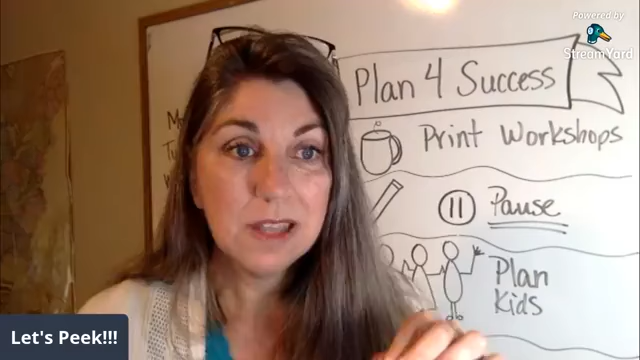 Powered by
StreamYard
Plan 4 Success
Print Workshops
Pause
Plan
Kids
Let's Peek!!!